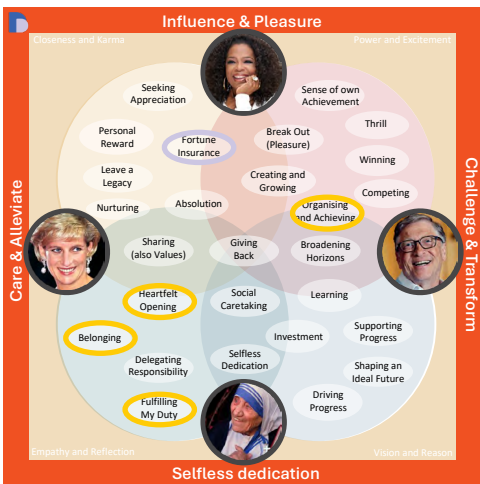 Influence & Pleasure
Closeness and Karma
Power and Excitement
Seeking
Appreciation
Sense of own
Achievement
Personal
Reward
Fortune
Insurance
Break Out
(Pleasure)
Thrill
Winning
Leave a
Legacy
Creating and
Growing
Competing
Nurturing
Absolution
Organising
and Achieving
Care & Alleviate
Challenge & Transform
Sharing
(also Values)
Giving
Back
Broadening
Horizons
Heartfelt
Opening
Social
Caretaking
Learning
Belonging
Investment
Supporting
Progress
Delegating
Responsibility
Selfless
Dedication
Shaping an
Ideal Future
Fulfilling
My Duty
Driving
Progress
Empathy and Reflection
Vision and Reason
Selfless dedication